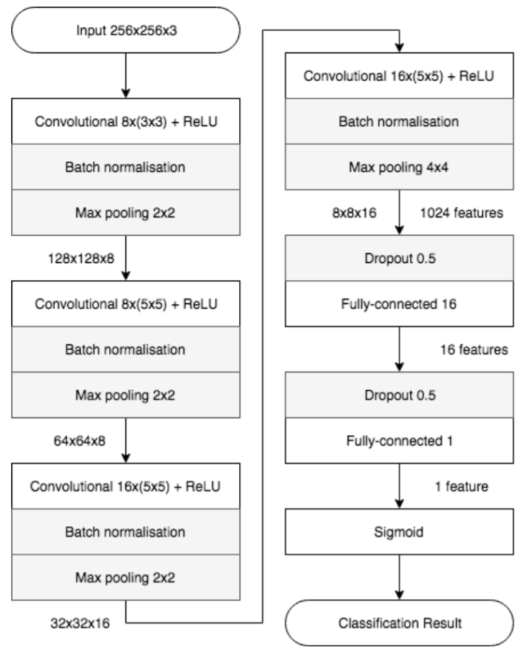 Input 256x256x3
Convolutional 8x(3x3) + ReLU
Batch normalisation
Max pooling 2x2
128x128x8
Convolutional 8x(5x5) + ReLU
Batch normalisation
Max pooling 2x2
64x64x8
Convolutional 16x(5x5) + ReLU
Batch normalisation
Max pooling 2x2
32x32x16
Convolutional 16x(5x5) + ReLU
Batch normalisation
Max pooling 4x4
8x8x16 1024 features
Dropout 0.5
Fully-connected 16
16 features
Dropout 0.5
Fully-connected 1
1 feature
Sigmoid
Classification Result